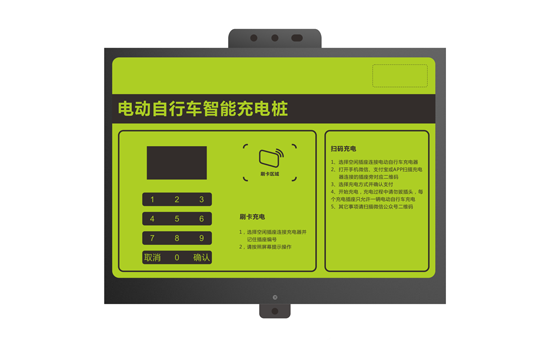 电动自行车智能充电桩
刷卡区域
1 2 3
4 5 6
7 8 9
取消 0 确认
刷卡充电
1、选择空闲插座连接充电器并
记住插座编号
2、请按照屏幕提示操作
扫码充电
1、选择空闲插座连接电动自行车充电器
2、打开手机微信、支付宝或APP扫描充电
器连接的插座旁对应二维码
3、选择充电方式并确认支付
4、开始充电，充电过程中请勿拔插头，每
个充电插座只允许一辆电动自行车充电
5、其它事项请扫描微信公众号二维码